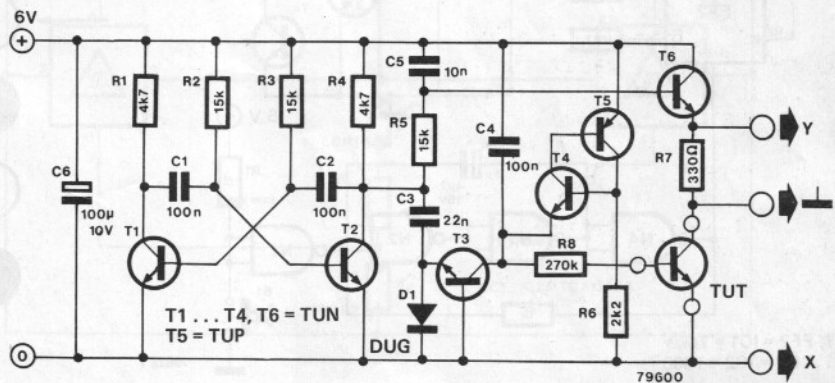 6V
+
R1
4k7
R2
15k
R3
15k
R4
4k7
C5
10n
R5
15k
C4
100n
T5
T4
T6
Y
R7
330Ω
C6
100µ
10V
C1
100n
C2
100n
C3
22n
T1
T2
T3
R8
270k
TUT
T1 . . . T4, T6 = TUN
T5 = TUP
D1
DUG
R6
2k2
0
X
79600